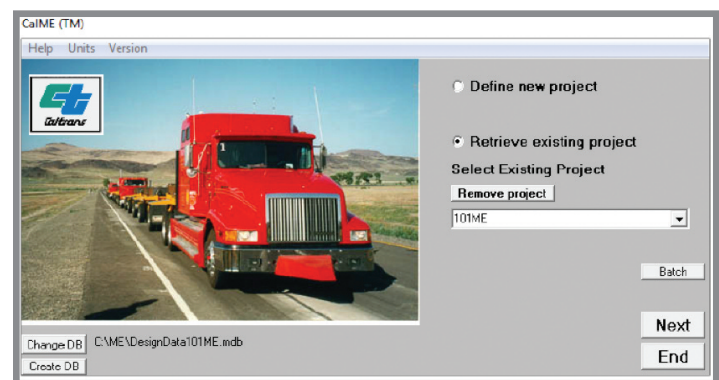 CalME (TM)
Help Units Version
Caltrans
1
Define new project
Retrieve existing project
Select Existing Project
Remove project
101ME
Batch
Next
End
Change DB C:\ME\DesignData101ME.mdb
Create DB